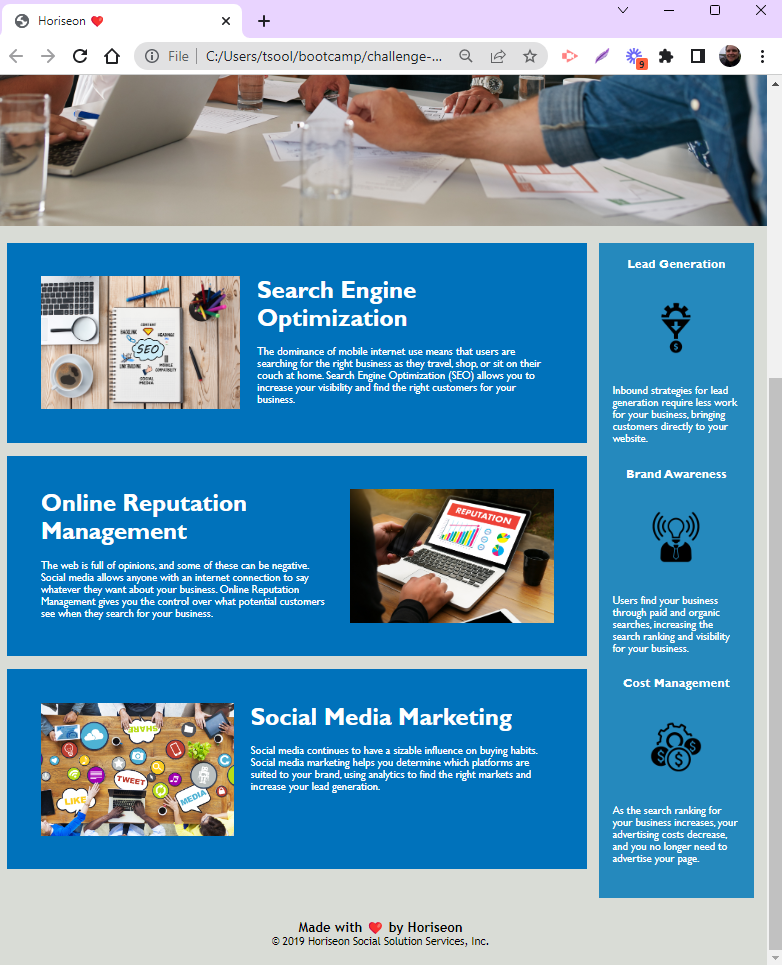 Horiseon ❤️
File
C:/Users/tsool/bootcamp/challenge-...
9
Search Engine
Optimization
The dominance of mobile internet use means that users are
searching for the right business as they travel, shop, or sit on their
couch at home. Search Engine Optimization (SEO) allows you to
increase your visibility and find the right customers for your
business.
SEO
Online Reputation
Management
The web is full of opinions, and some of these can be negative.
Social media allows anyone with an internet connection to say
whatever they want about your business. Online Reputation
Management gives you the control over what potential customers
see when they search for your business.
REPUTATION
SHARE
TWEET
LIKE
MEDIA
Social Media Marketing
Social media continues to have a sizable influence on buying habits.
Social media marketing helps you determine which platforms are
suited to your brand, using analytics to find the right markets and
increase your lead generation.
Lead Generation
Inbound strategies for lead
generation require less work
for your business, bringing
customers directly to your
website.
Brand Awareness
Users find your business
through paid and organic
searches, increasing the
search ranking and visibility
for your business.
Cost Management
As the search ranking for
your business increases, your
advertising costs decrease,
and you no longer need to
advertise your page.
Made with ❤️ by Horiseon
© 2019 Horiseon Social Solution Services, Inc.